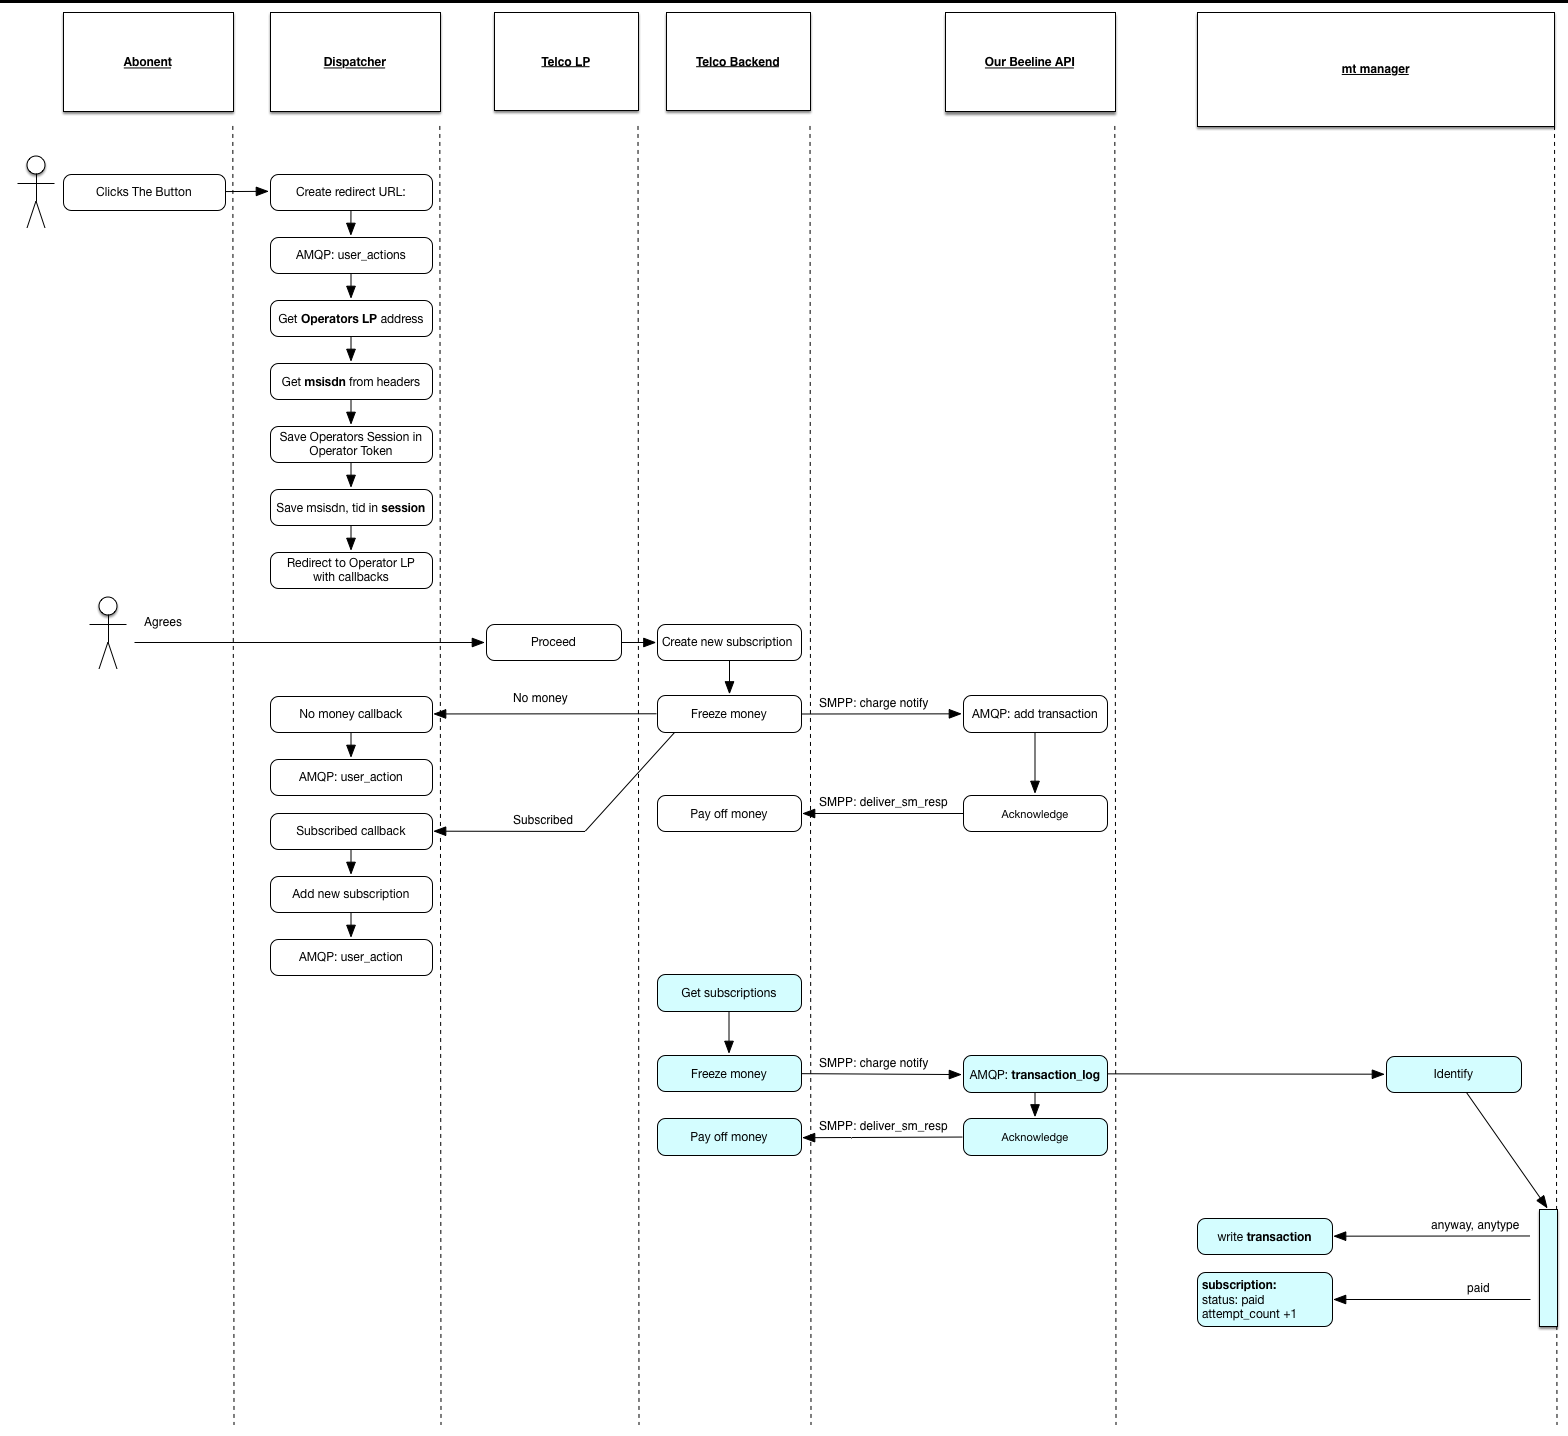 Abonent
Dispatcher
Telco LP
Telco Backend
Our Beeline API
mt manager
Clicks The Button
Create redirect URL:
AMQP: user_actions
Get Operators LP address
Get msisdn from headers
Save Operators Session in
Operator Token
Save msisdn, tid in session
Redirect to Operator LP
with callbacks
Agrees
Proceed
Create new subscription
No money callback
No money
Freeze money
SMPP: charge notify
AMQP: add transaction
AMQP: user_action
Pay off money
SMPP: deliver_sm_resp
Acknowledge
Subscribed callback
Subscribed
Add new subscription
AMQP: user_action
Get subscriptions
Freeze money
SMPP: charge notify
AMQP: transaction_log
Identify
Pay off money
SMPP: deliver_sm_resp
Acknowledge
write transaction
anyway, anytype
subscription:
status: paid
attempt_count +1
paid